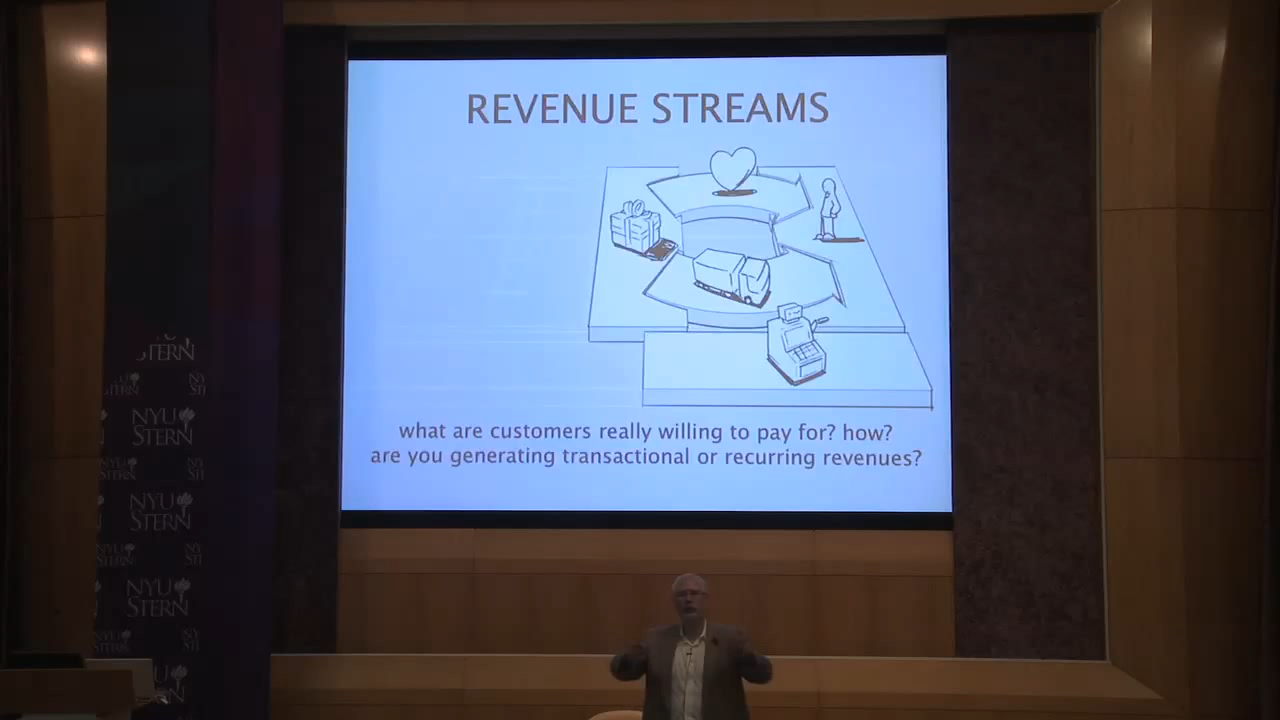 REVENUE STREAMS
what are customers really willing to pay for? how?
are you generating transactional or recurring revenues?
STERN
NYU
STERN
NYU
STERN
NYU
STERN